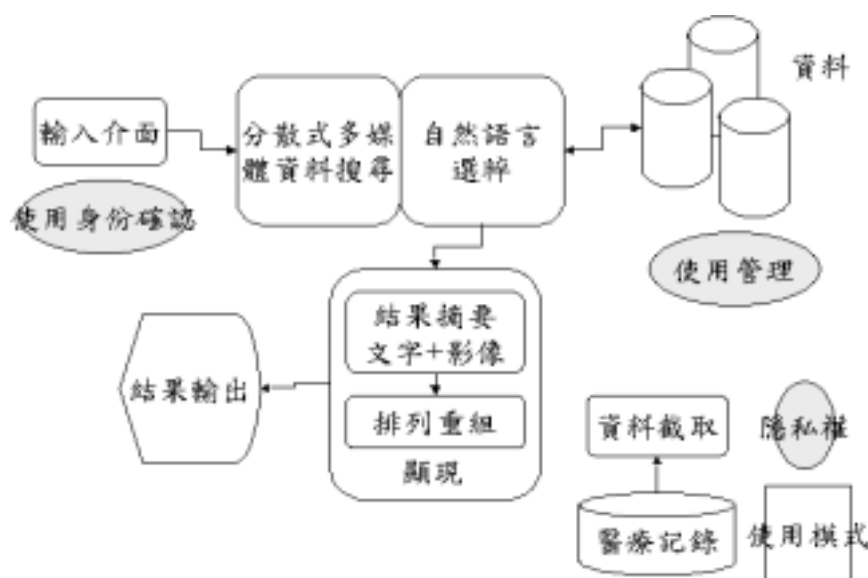 資料
輸入介面
分散式多媒
體資料搜尋
自然語言
選粹
使用身份確認
使用管理
結果摘要
文字+影像
結果輸出
排列重組
顯現
資料截取
隱私權
醫療記錄
使用模式